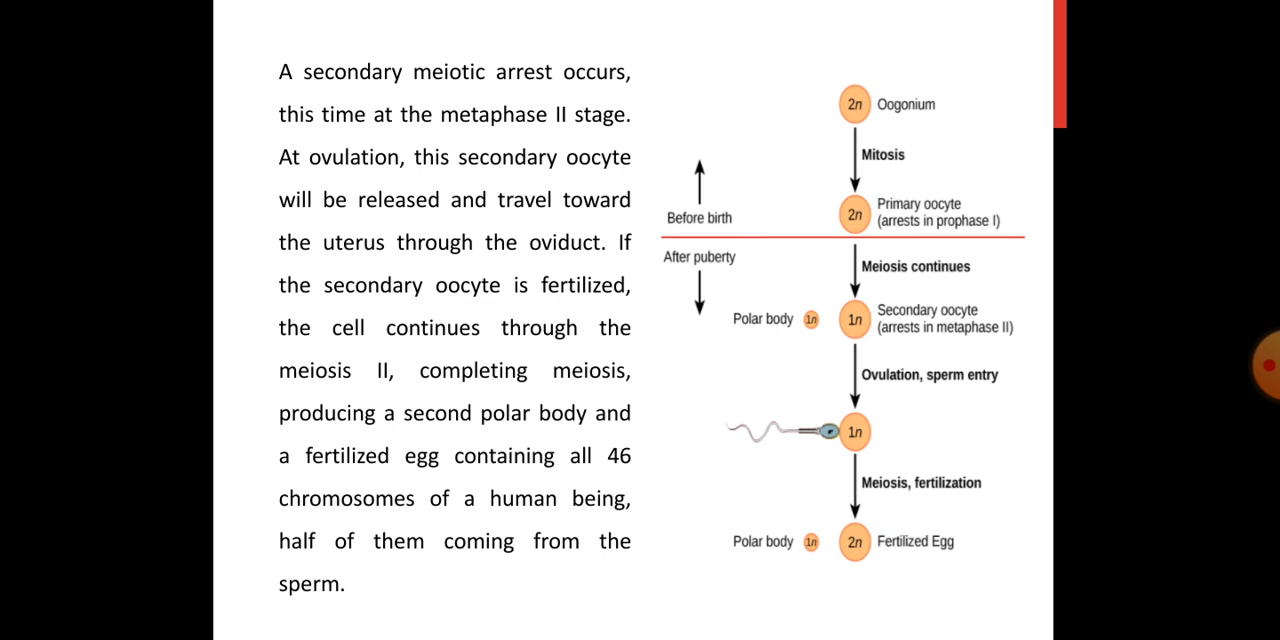 A secondary meiotic arrest occurs,
this time at the metaphase II stage.
At ovulation, this secondary oocyte
will be released and travel toward
the uterus through the oviduct. If
the secondary oocyte is fertilized,
the cell continues through the
meiosis II, completing meiosis,
producing a second polar body and
a fertilized egg containing all 46
chromosomes of a human being,
half of them coming from the
sperm.
2n Oogonium
Mitosis
2n Primary oocyte
(arrests in prophase I)
Before birth
After puberty
Meiosis continues
Polar body 1n 1n Secondary oocyte
(arrests in metaphase II)
Ovulation, sperm entry
1n
Meiosis, fertilization
Polar body 1n 2n Fertilized Egg